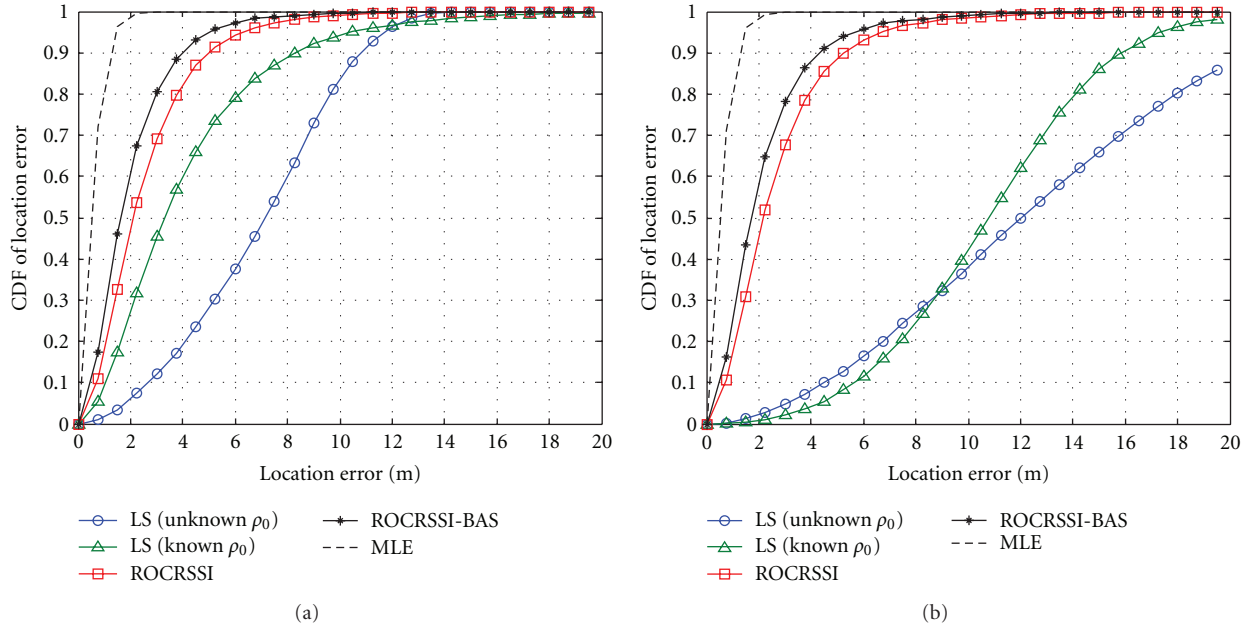 1
0.9
0.8
0.7
0.6
0.5
0.4
0.3
0.2
0.1
0
CDF of location error
0 2 4 6 8 10 12 14 16 18 20
Location error (m)
LS (unknown ρ0)
LS (known ρ0)
ROCRSSI
ROCRSSI-BAS
MLE
(a)
1
0.9
0.8
0.7
0.6
0.5
0.4
0.3
0.2
0.1
0
CDF of location error
0 2 4 6 8 10 12 14 16 18 20
Location error (m)
LS (unknown ρ0)
LS (known ρ0)
ROCRSSI
ROCRSSI-BAS
MLE
(b)